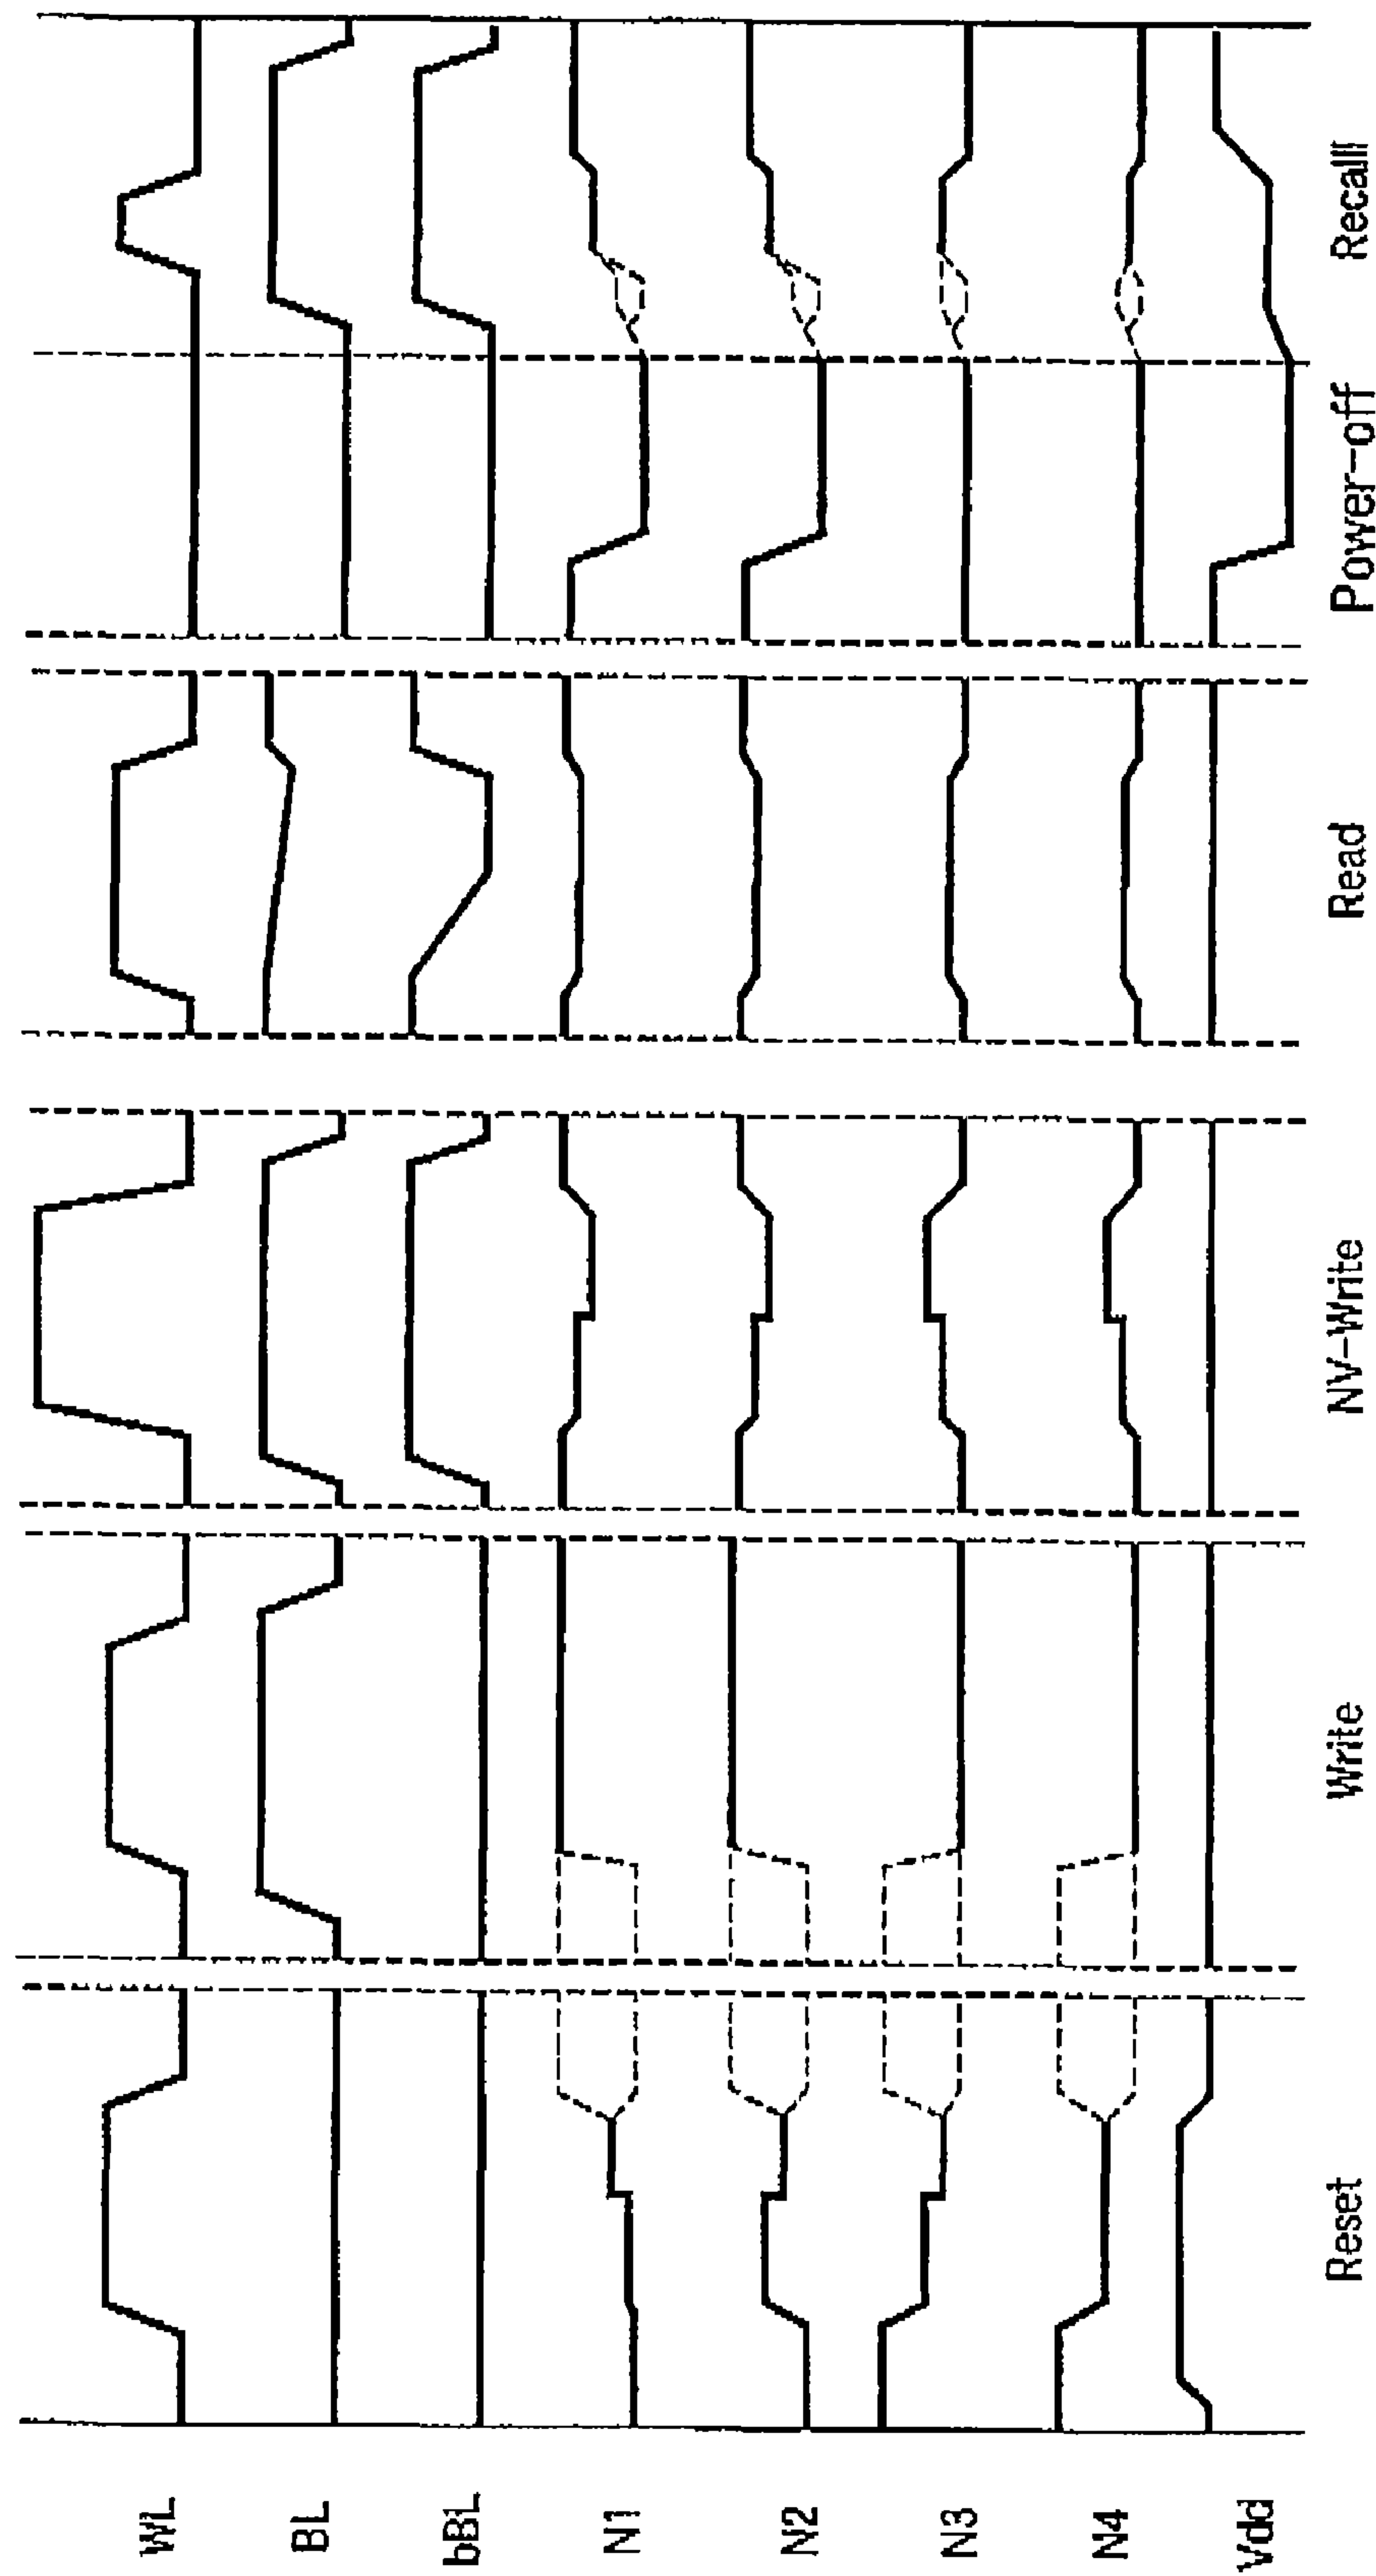 WL
BL
bBL
N1
N2
N3
N4
Vdd
Reset
Write
NV-Write
Read
Power-off
Recall